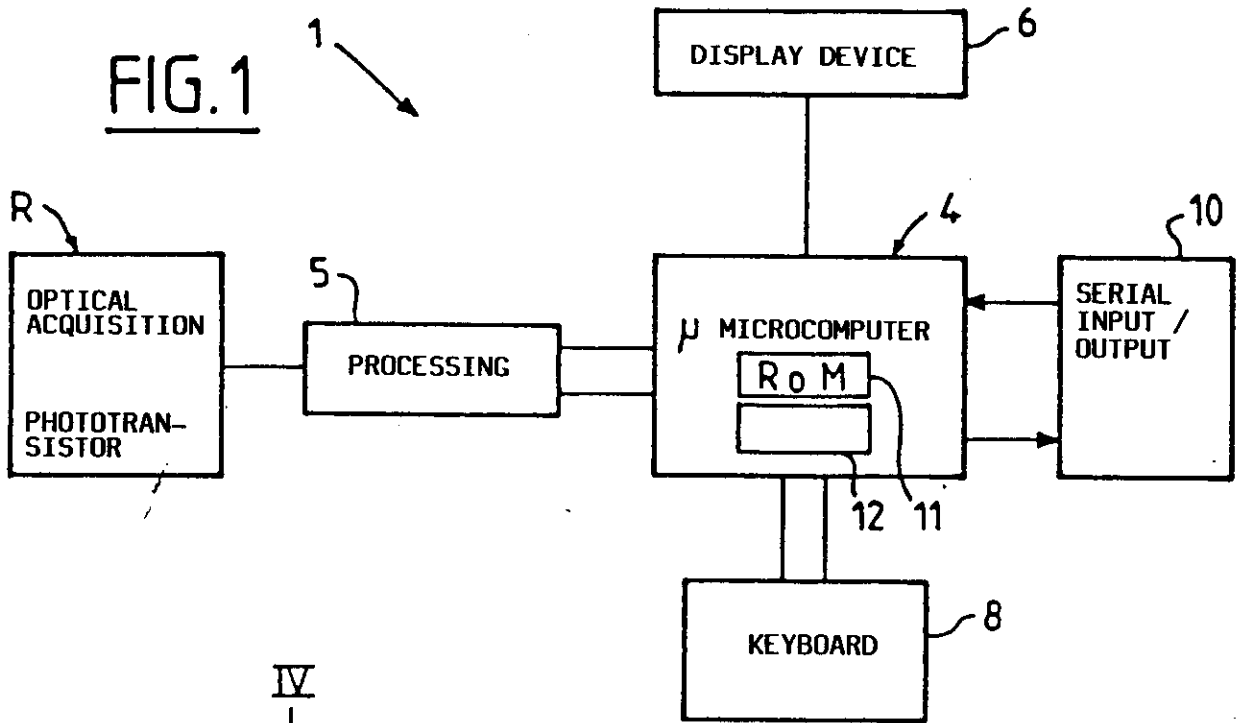 FIG.1
1
DISPLAY DEVICE
6
R
OPTICAL
ACQUISITION
PHOTOTRAN-
SISTOR
5
PROCESSING
4
µ MICROCOMPUTER
RoM
12
11
10
SERIAL
INPUT /
OUTPUT
KEYBOARD
8
IV